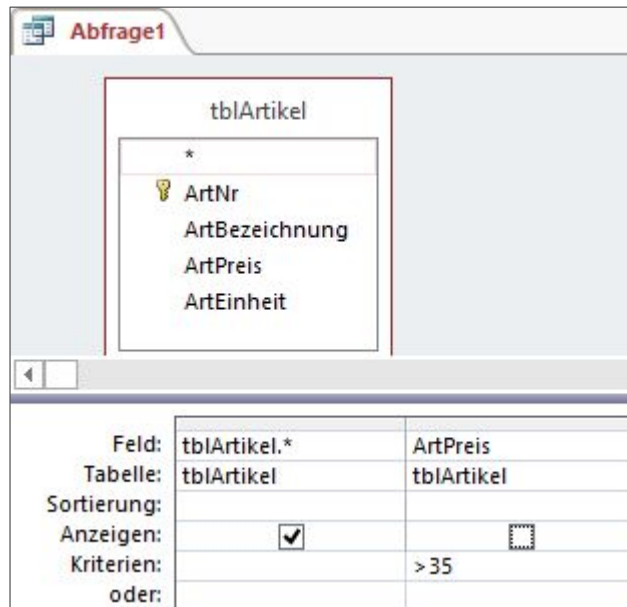 Abfrage1
tblArtikel
*
ArtNr
ArtBezeichnung
ArtPreis
ArtEinheit
Feld: tblArtikel.* ArtPreis
Tabelle: tblArtikel tblArtikel
Sortierung:
Anzeigen:
Kriterien: >35
oder: